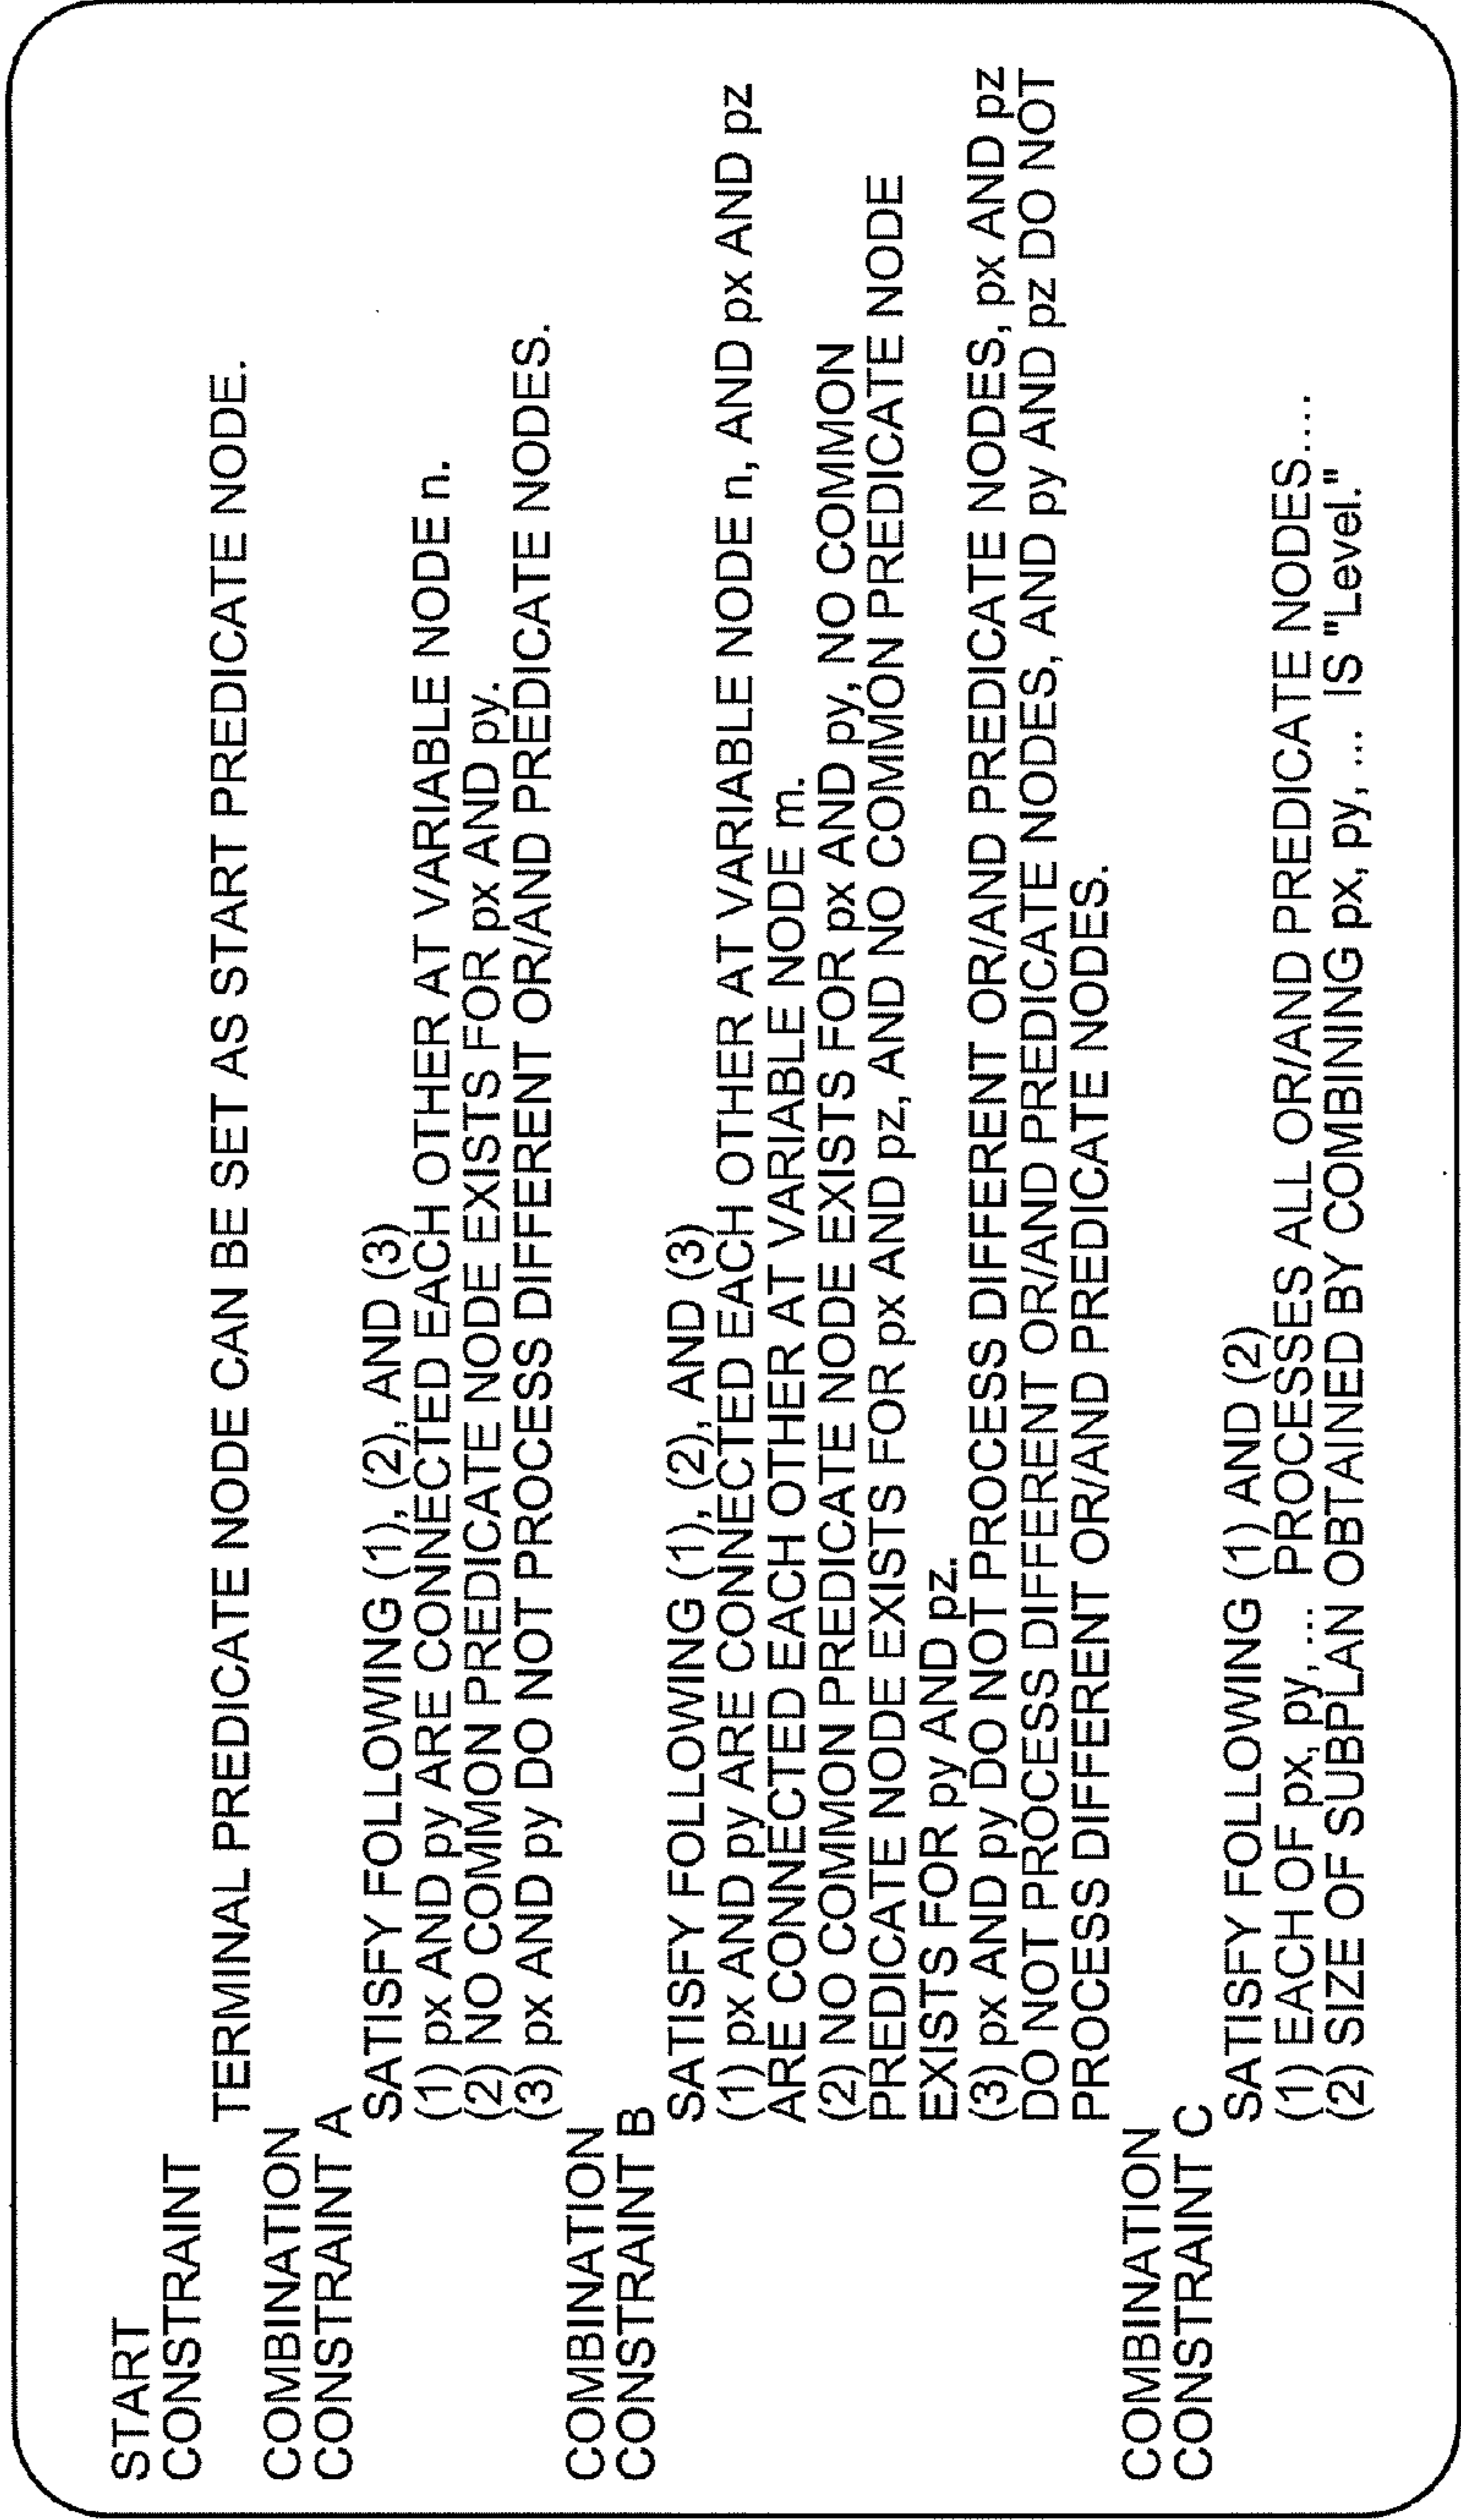 START
CONSTRAINT
TERMINAL PREDICATE NODE CAN BE SET AS START PREDICATE NODE.
COMBINATION
CONSTRAINT A
SATISFY FOLLOWING (1), (2), AND (3)
(1) px AND py ARE CONNECTED EACH OTHER AT VARIABLE NODE n.
(2) NO COMMON PREDICATE NODE EXISTS FOR px AND py.
(3) px AND py DO NOT PROCESS DIFFERENT OR/AND PREDICATE NODES.
COMBINATION
CONSTRAINT B
SATISFY FOLLOWING (1), (2), AND (3)
(1) px AND py ARE CONNECTED EACH OTHER AT VARIABLE NODE n, AND px AND pz
ARE CONNECTED EACH OTHER AT VARIABLE NODE m.
(2) NO COMMON PREDICATE NODE EXISTS FOR px AND py, NO COMMON
PREDICATE NODE EXISTS FOR px AND pz, AND NO COMMON PREDICATE NODE
EXISTS FOR py AND pz.
(3) px AND py DO NOT PROCESS DIFFERENT OR/AND PREDICATE NODES, px AND pz
DO NOT PROCESS DIFFERENT OR/AND PREDICATE NODES, AND py AND pz DO NOT
PROCESS DIFFERENT OR/AND PREDICATE NODES.
COMBINATION
CONSTRAINT C
SATISFY FOLLOWING (1) AND (2)
(1) EACH OF px, py, ... PROCESSES ALL OR/AND PREDICATE NODES....
(2) SIZE OF SUBPLAN OBTAINED BY COMBINING px, py, ... IS "Level."